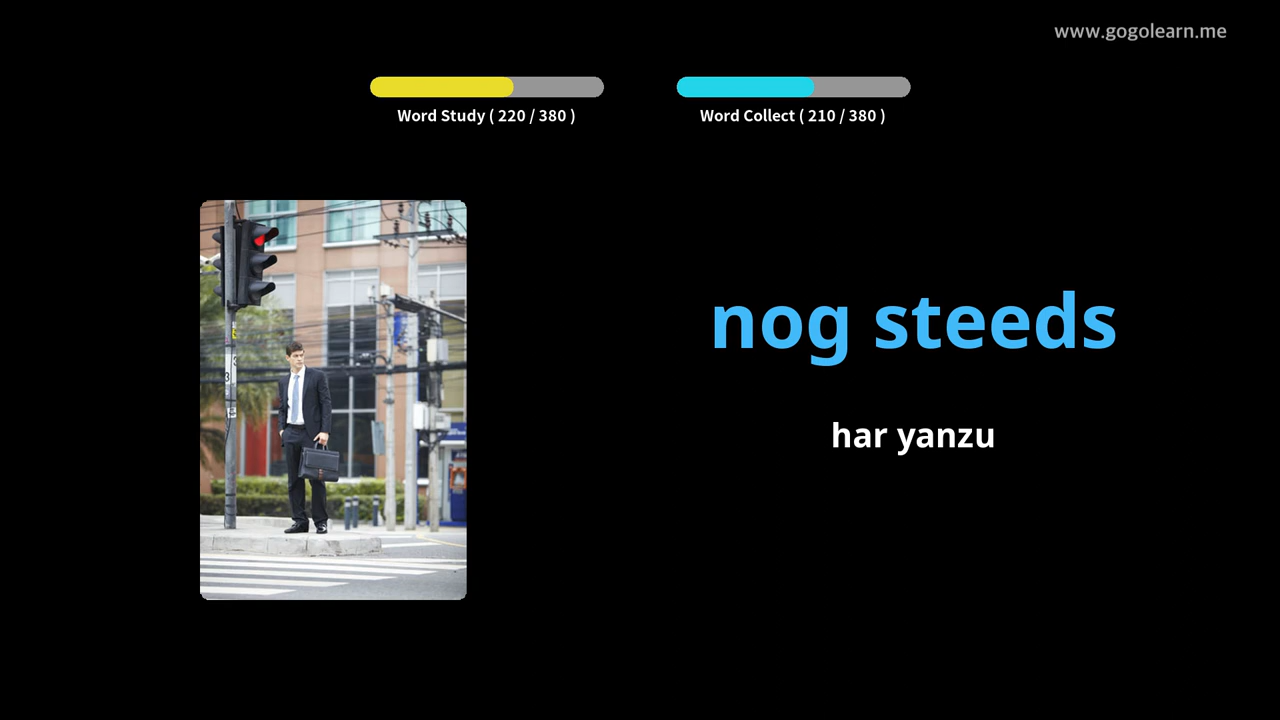 www.gogolearn.me
Word Study ( 220 / 380 )
Word Collect ( 210 / 380 )
nog steeds
har yanzu